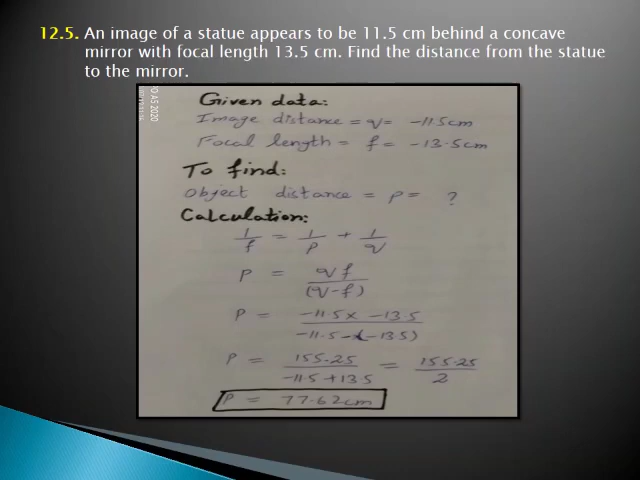 12.5. An image of a statue appears to be 11.5 cm behind a concave
mirror with focal length 13.5 cm. Find the distance from the statue
to the mirror.
Given data:
Image distance = q = -11.5cm
Focal length = f = -13.5cm
To find:
Object distance = P = ?
Calculation:
1/f = 1/P + 1/q
P = qf/(q-f)
P = -11.5x -13.5/-11.5-(-13.5)
P = 155.25/-11.5+13.5 = 155.25/2
P = 77.62cm